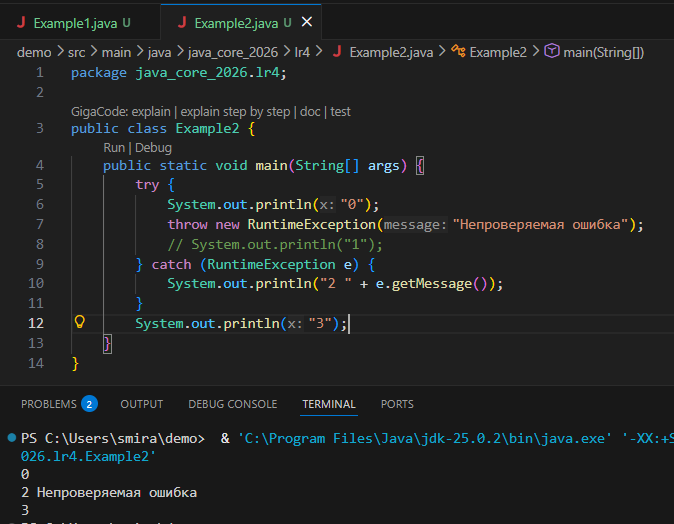 Example1.java U
Example2.java U
demo > src > main > java > java_core_2026 > lr4 > Example2.java > Example2 > main(String[])
1 package java_core_2026.lr4;
2
GigaCode: explain | explain step by step | doc | test
3 public class Example2 {
Run | Debug
4 public static void main(String[] args) {
5 try {
6 System.out.println(x: "0");
7 throw new RuntimeException(message: "Непроверяемая ошибка");
8 // System.out.println("1");
9 } catch (RuntimeException e) {
10 System.out.println("2 " + e.getMessage());
11 }
12 System.out.println(x: "3");
13 }
14 }
PROBLEMS 2 OUTPUT DEBUG CONSOLE TERMINAL PORTS
PS C:\Users\smira\demo> & 'C:\Program Files\Java\jdk-25.0.2\bin\java.exe' '-XX:+S
026.lr4.Example2'
0
2 Непроверяемая ошибка
3